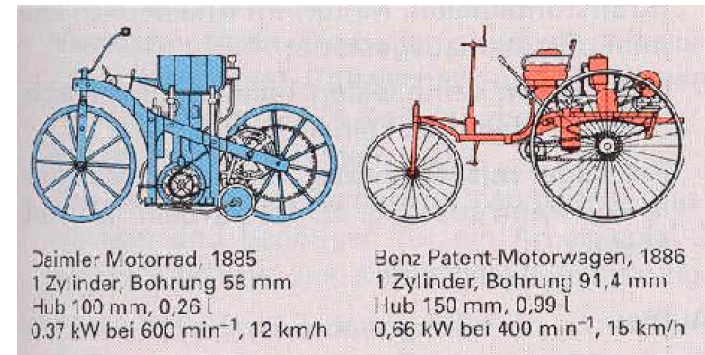 Daimler Motorrad, 1885
1 Zylinder, Bohrung 58 mm
Hub 100 mm, 0,26 l
0,37 kW bei 600 min⁻¹, 12 km/h
Benz Patent-Motorwagen, 1886
1 Zylinder, Bohrung 91,4 mm
Hub 150 mm, 0,99 l
0,66 kW bei 400 min⁻¹, 15 km/h